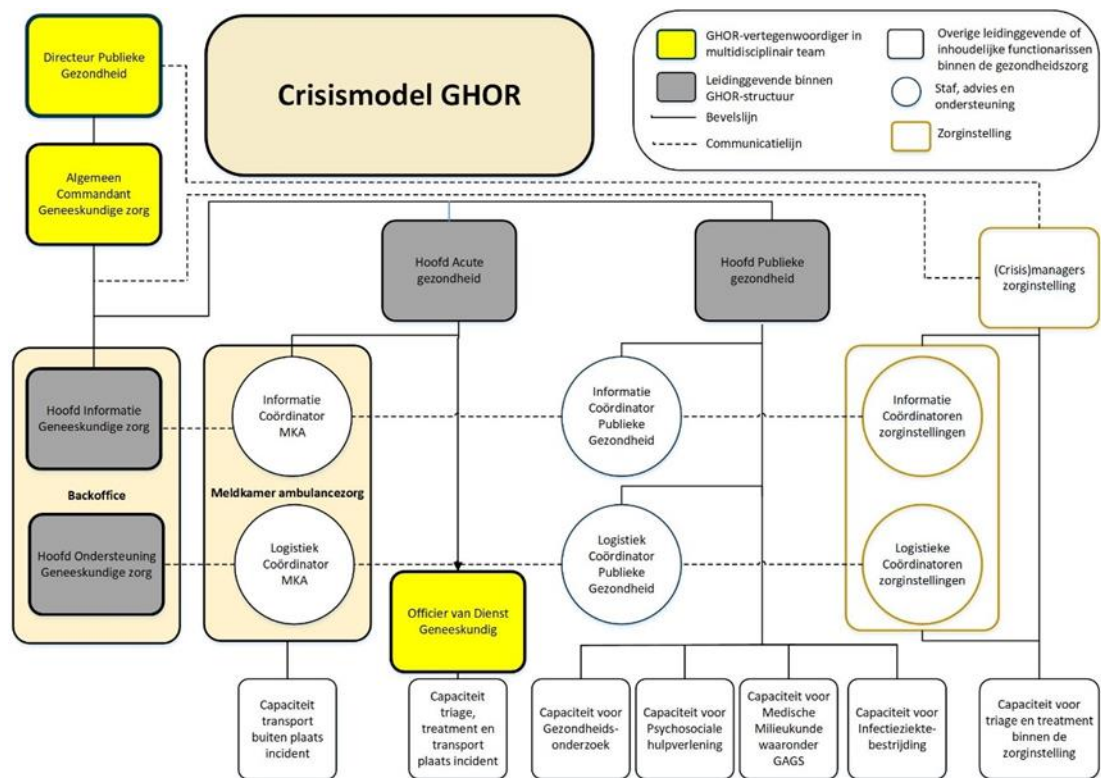 Directeur Publieke
Gezondheid
Algemeen
Commandant
Geneeskundige zorg
Crisismodel GHOR
GHOR-vertegenwoordiger in
multidisciplinair team
Leidinggevende binnen
GHOR-structuur
Bevelslijn
Communicatielijn
Overige leidinggevende of
inhoudelijke functionarissen
binnen de gezondheidszorg
Staf, advies en
ondersteuning
Zorginstelling
Hoofd Acute
gezondheid
Hoofd Publieke
gezondheid
(Crisis)managers
zorginstelling
Hoofd Informatie
Geneeskundige zorg
Backoffice
Hoofd Ondersteuning
Geneeskundige zorg
Informatie
Coördinator
MKA
Meldkamer ambulancezorg
Logistiek
Coördinator
MKA
Informatie
Coördinator
Publieke
Gezondheid
Logistiek
Coördinator
Publieke
Gezondheid
Informatie
Coördinatoren
zorginstellingen
Logistieke
Coördinatoren
zorginstellingen
Officier van Dienst
Geneeskundig
Capaciteit
transport
buiten plaats
incident
Capaciteit
triage,
treatment en
transport
plaats incident
Capaciteit voor
Gezondheids-
onderzoek
Capaciteit voor
Psychosociale
hulpverlening
Capaciteit voor
Medische
Milieukunde
waaronder
GAGS
Capaciteit voor
Infectieziekte-
bestrijding
Capaciteit voor
triage en treatment
binnen de
zorginstelling